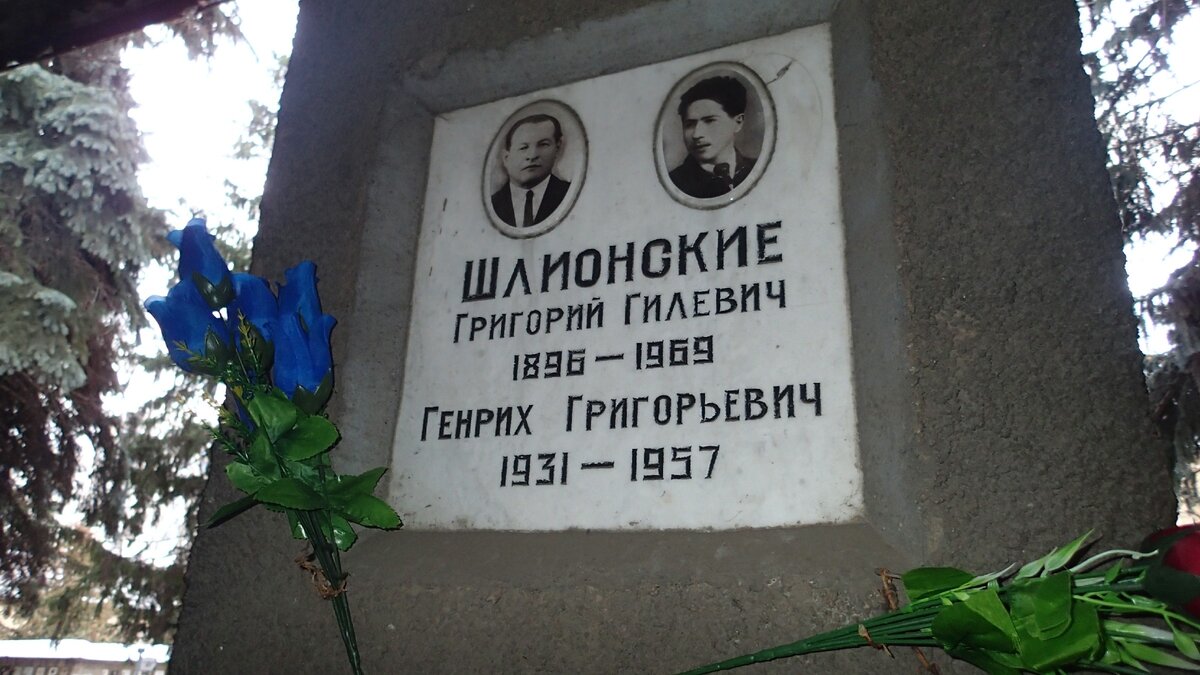 ШЛИОНСКИЕ
ГРИГОРИЙ ГИЛЕВИЧ
1896 — 1969
ГЕНРИХ ГРИГОРЬЕВИЧ
1931 — 1957